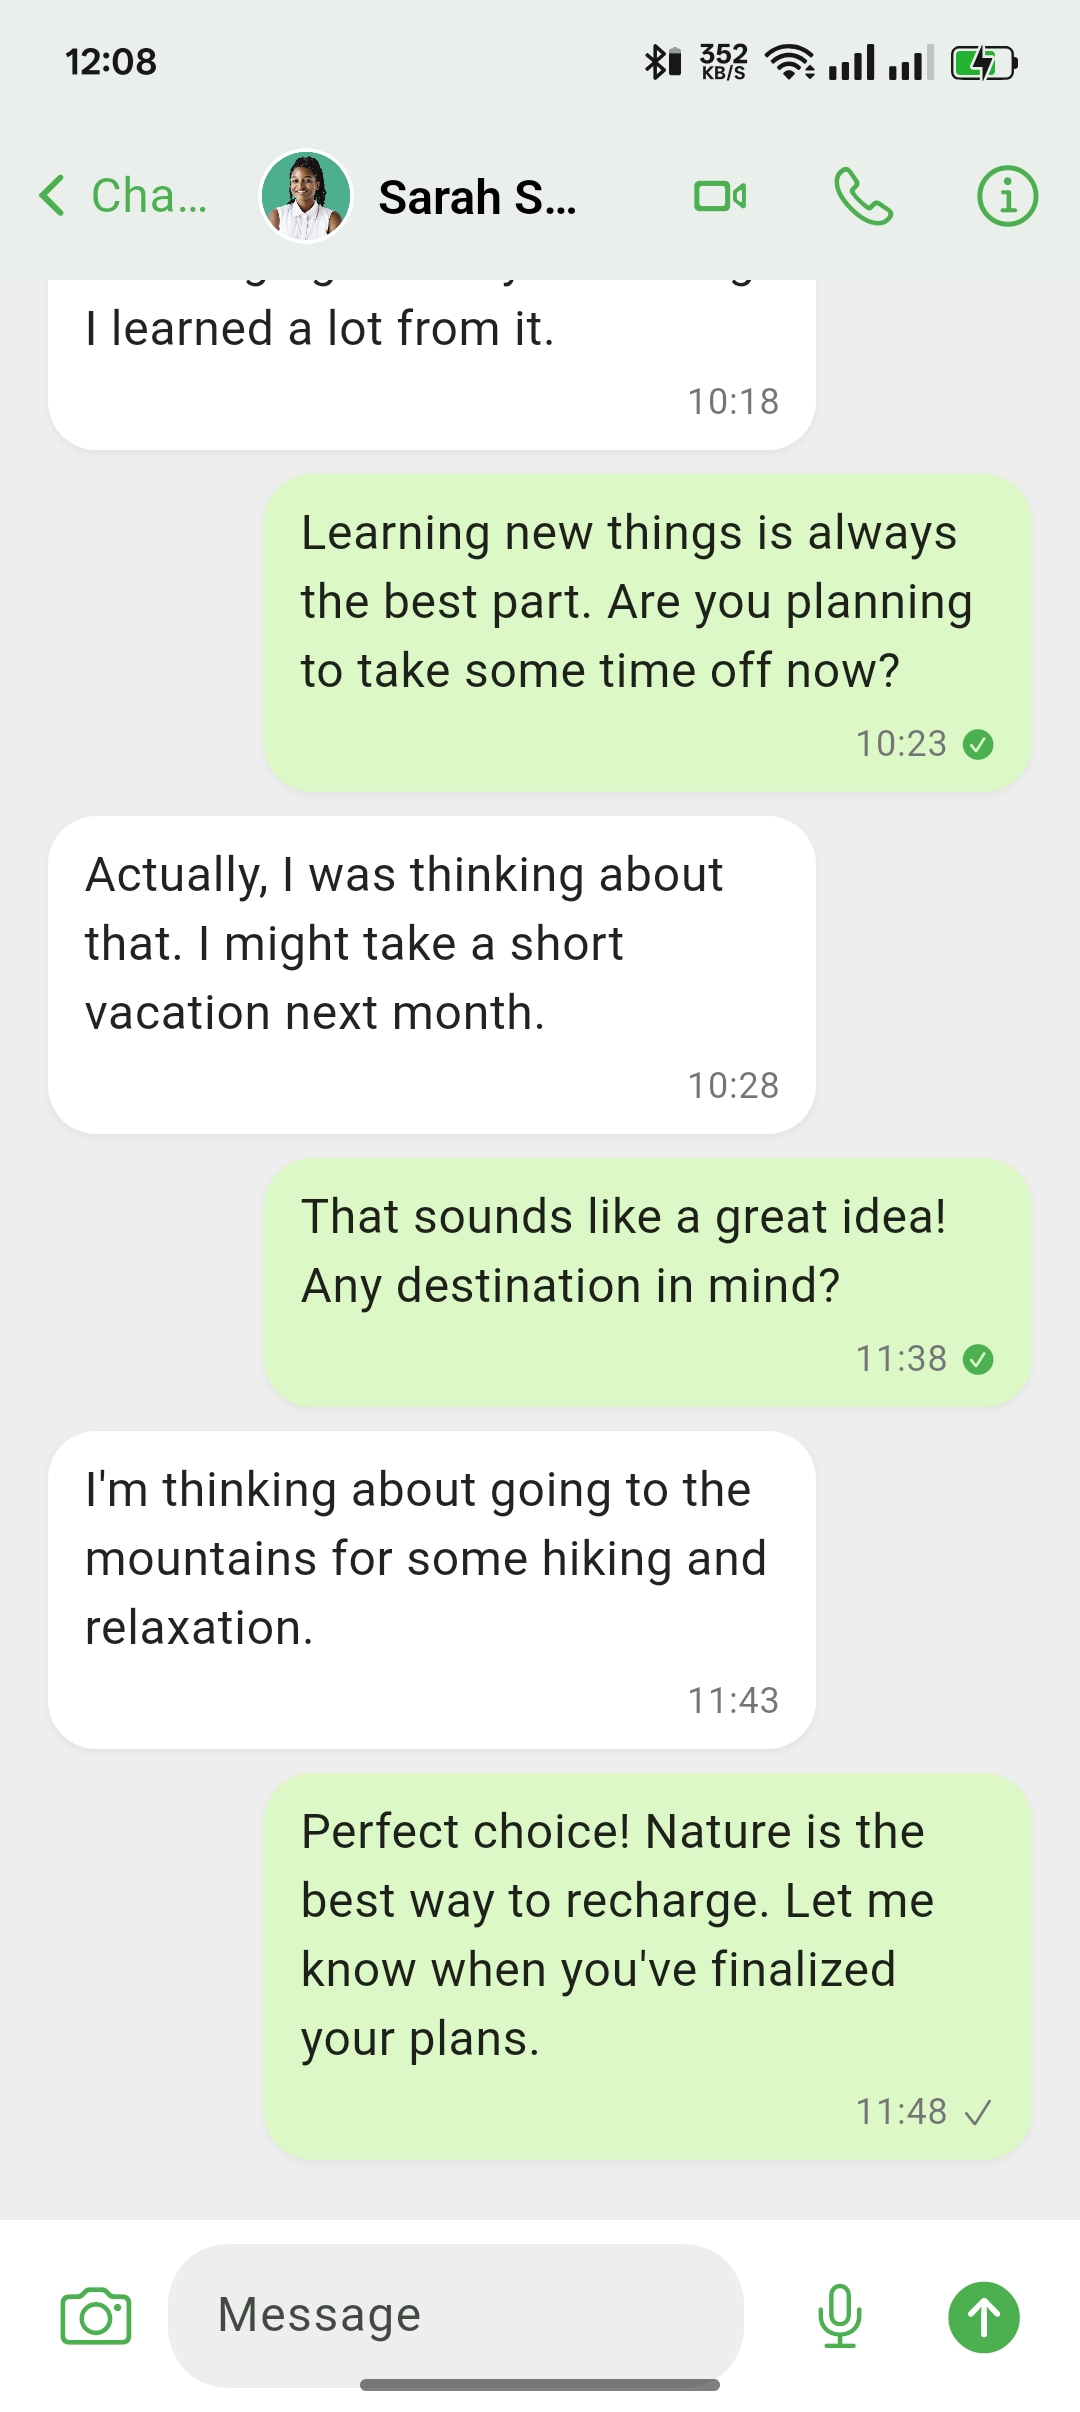 12:08
352
KB/S
Cha...
Sarah S...
I learned a lot from it.
10:18
Learning new things is always
the best part. Are you planning
to take some time off now?
10:23
Actually, I was thinking about
that. I might take a short
vacation next month.
10:28
That sounds like a great idea!
Any destination in mind?
11:38
I'm thinking about going to the
mountains for some hiking and
relaxation.
11:43
Perfect choice! Nature is the
best way to recharge. Let me
know when you've finalized
your plans.
11:48
Message